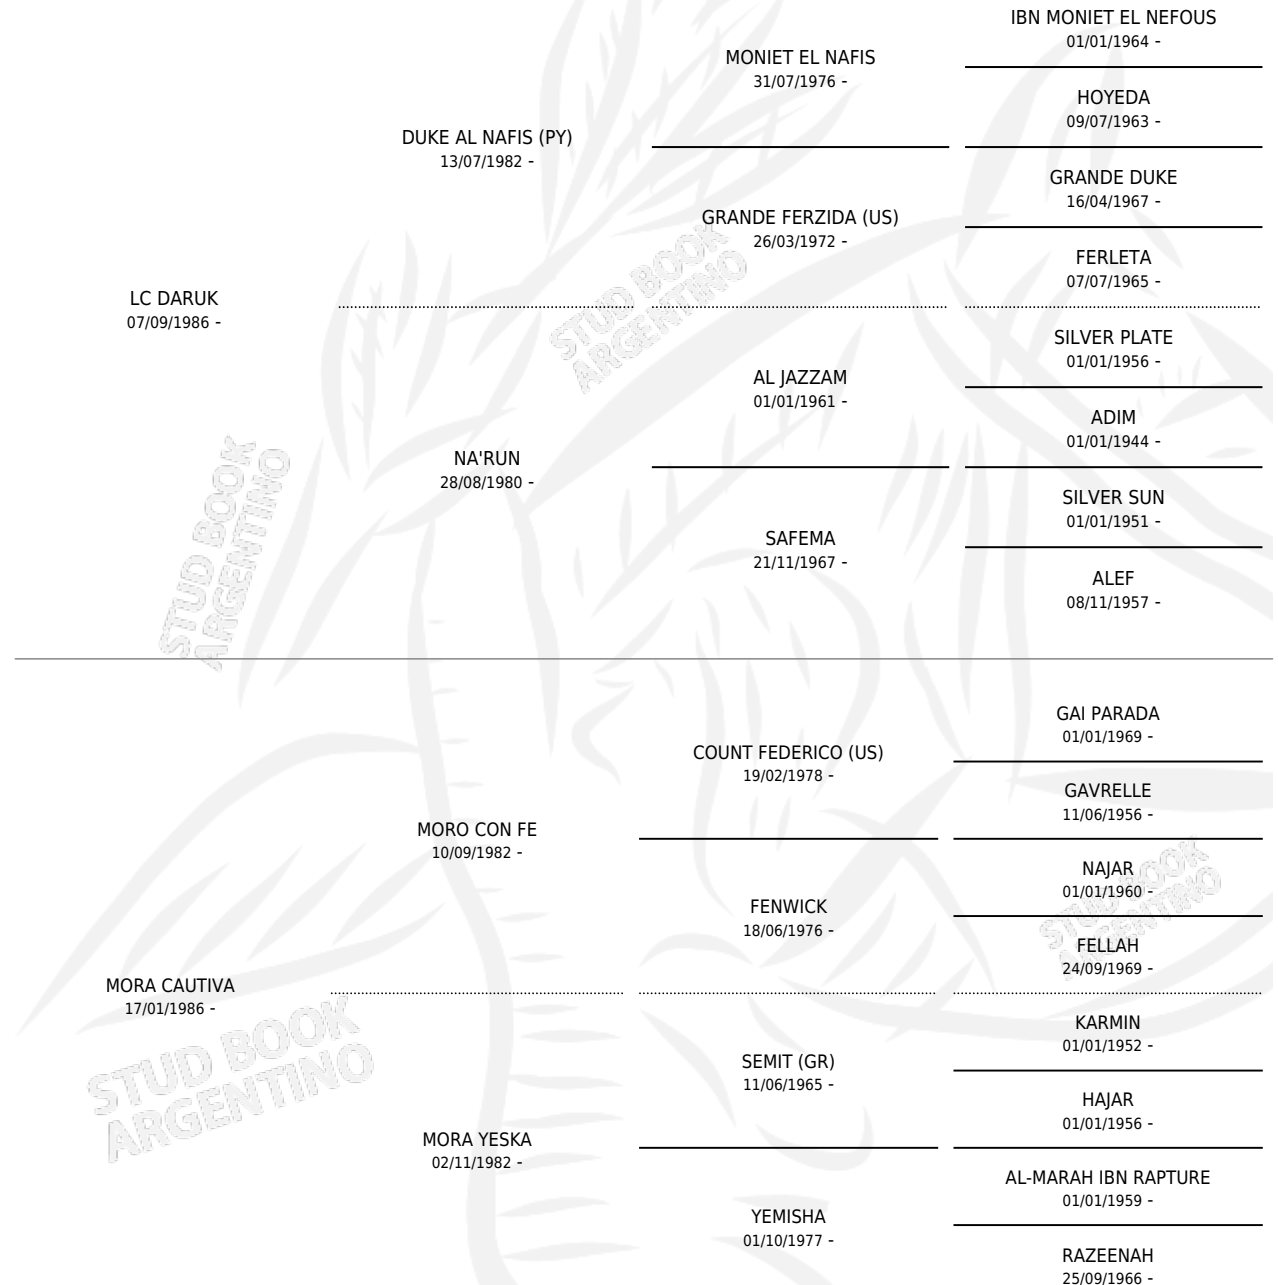 IBN MONIET EL NEFOUS
01/01/1964 -
MONIET EL NAFIS
31/07/1976 -
HOYEDA
09/07/1963 -
DUKE AL NAFIS (PY)
13/07/1982 -
GRANDE DUKE
16/04/1967 -
GRANDE FERZIDA (US)
26/03/1972 -
FERLETA
07/07/1965 -
LC DARUK
07/09/1986 -
SILVER PLATE
01/01/1956 -
AL JAZZAM
01/01/1961 -
ADIM
01/01/1944 -
NA'RUN
28/08/1980 -
SILVER SUN
01/01/1951 -
SAFEMA
21/11/1967 -
ALEF
08/11/1957 -
GAI PARADA
01/01/1969 -
COUNT FEDERICO (US)
19/02/1978 -
GAVRELLE
11/06/1956 -
MORO CON FE
10/09/1982 -
NAJAR
01/01/1960 -
FENWICK
18/06/1976 -
FELLAH
24/09/1969 -
MORA CAUTIVA
17/01/1986 -
KARMIN
01/01/1952 -
SEMIT (GR)
11/06/1965 -
HAJAR
01/01/1956 -
MORA YESKA
02/11/1982 -
AL-MARAH IBN RAPTURE
01/01/1959 -
YEMISHA
01/10/1977 -
RAZEENAH
25/09/1966 -
STUD BOOK
ARGENTINO
STUD BOOK
ARGENTINO
STUD BOOK
ARGENTINO
STUD BOOK
ARGENTINO